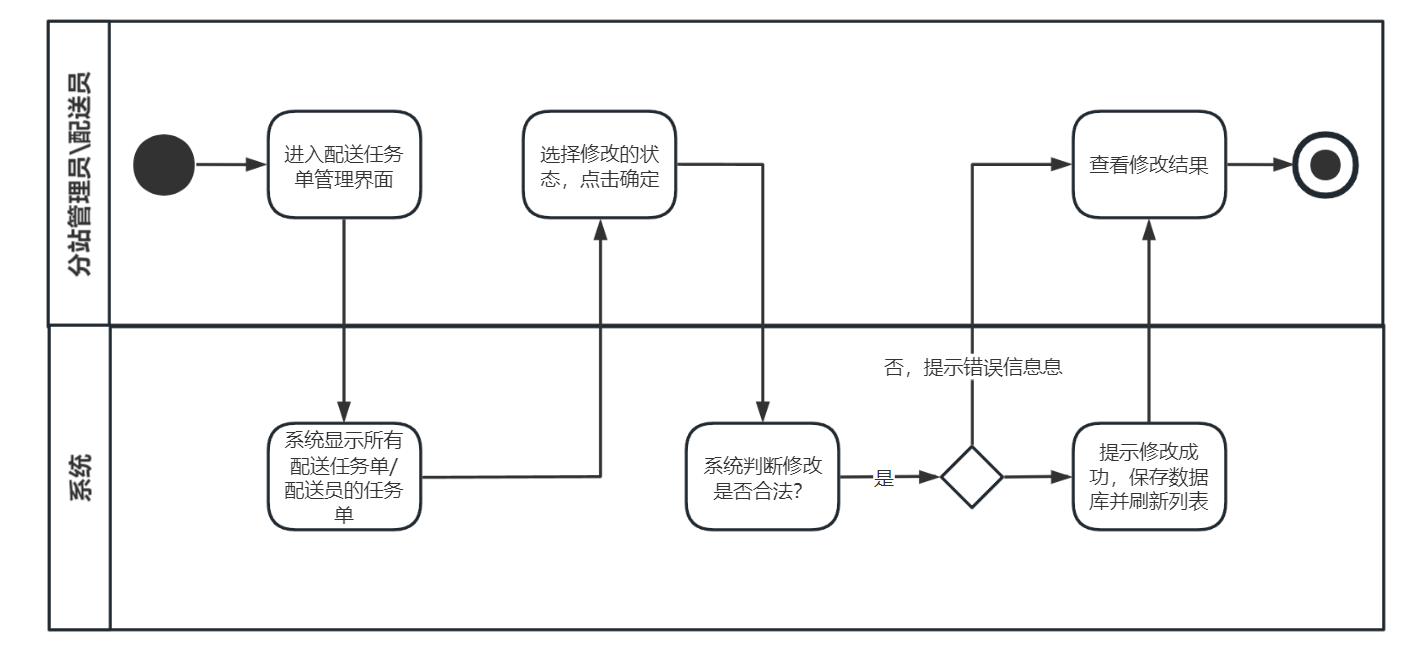 分站管理员\配送员
进入配送任务
单管理界面
选择修改的状
态，点击确定
查看修改结果
系统
系统显示所有
配送任务单/
配送员的任务
单
系统判断修改
是否合法？
是
否，提示错误信息息
提示修改成
功，保存数据
库并刷新列表